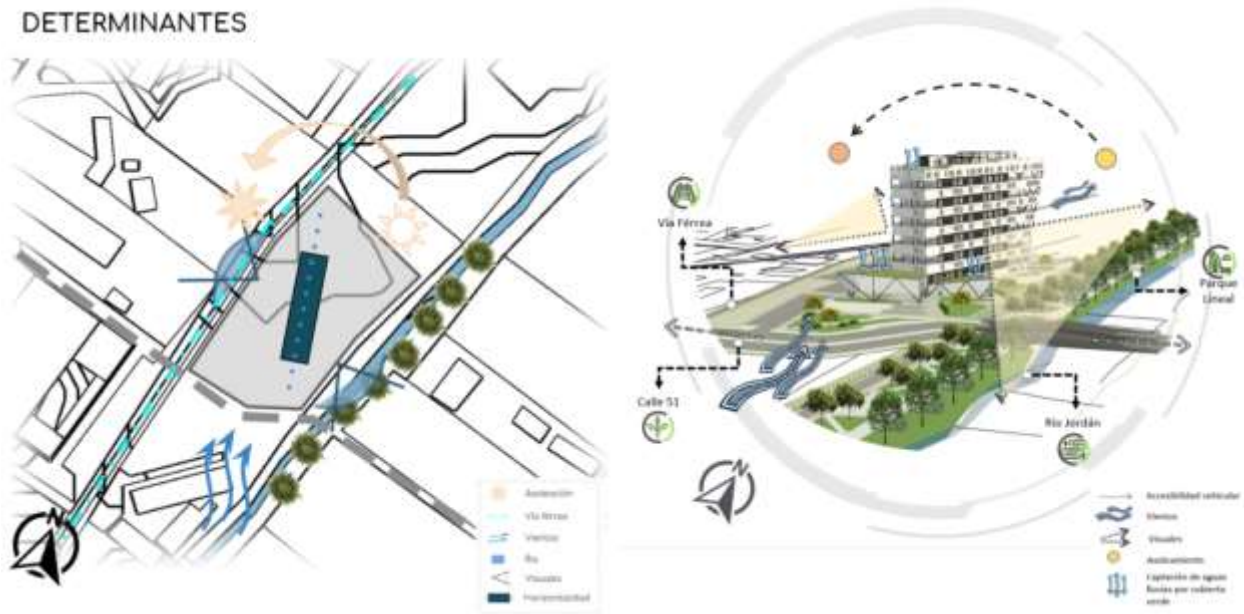 DETERMINANTES
N
Asoleación
Vía férrea
Vientos
Río
Visuales
Horizontalidad
Vía Férrea
Parque
Lineal
Calle 51
Río Jordán
N
Accesibilidad vehicular
Vientos
Visuales
Asoleamiento
Captación de aguas
lluvias por cubierta
verde